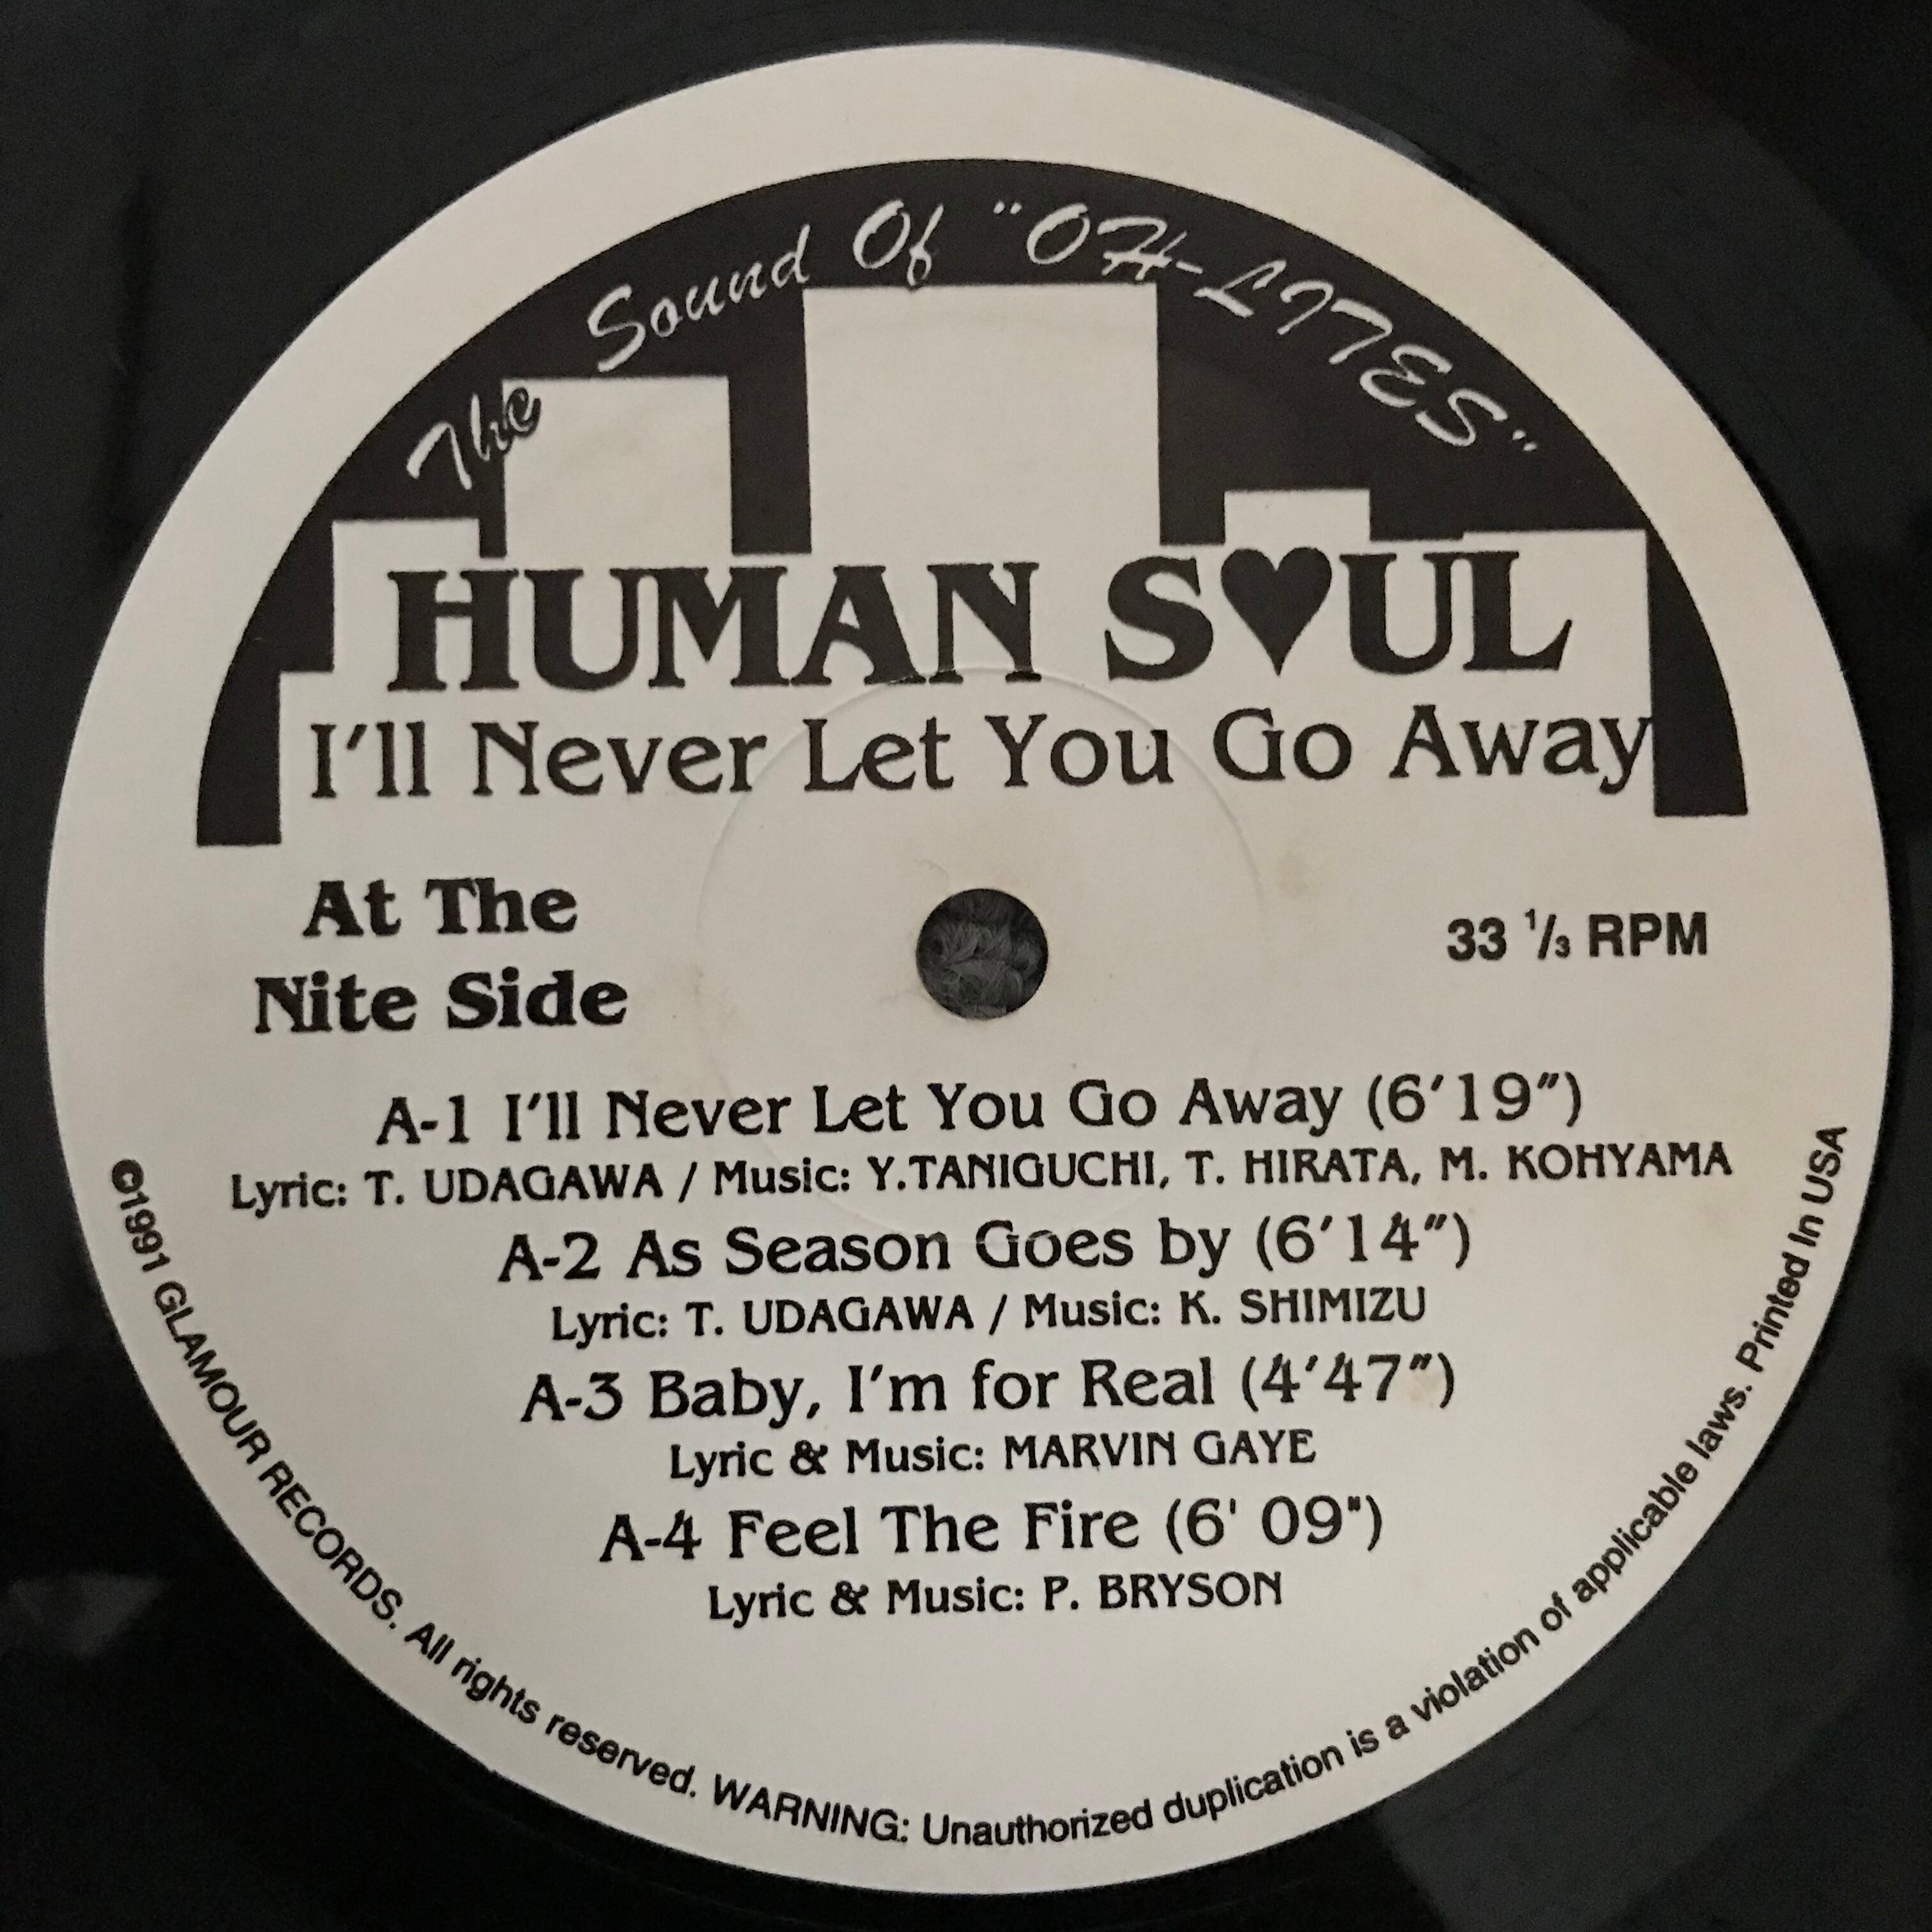 The Sound Of "OH-LITES"
HUMAN S♥UL
I'll Never Let You Go Away
At The
Nite Side
33 1/3 RPM
A-1 I'll Never Let You Go Away (6'19")
Lyric: T. UDAGAWA / Music: Y.TANIGUCHI, T. HIRATA, M. KOHYAMA
A-2 As Season Goes by (6'14")
Lyric: T. UDAGAWA / Music: K. SHIMIZU
A-3 Baby, I'm for Real (4'47")
Lyric & Music: MARVIN GAYE
A-4 Feel The Fire (6' 09")
Lyric & Music: P. BRYSON
©1991 GLAMOUR RECORDS. All rights reserved. WARNING: Unauthorized duplication is a violation of applicable laws. Printed In USA